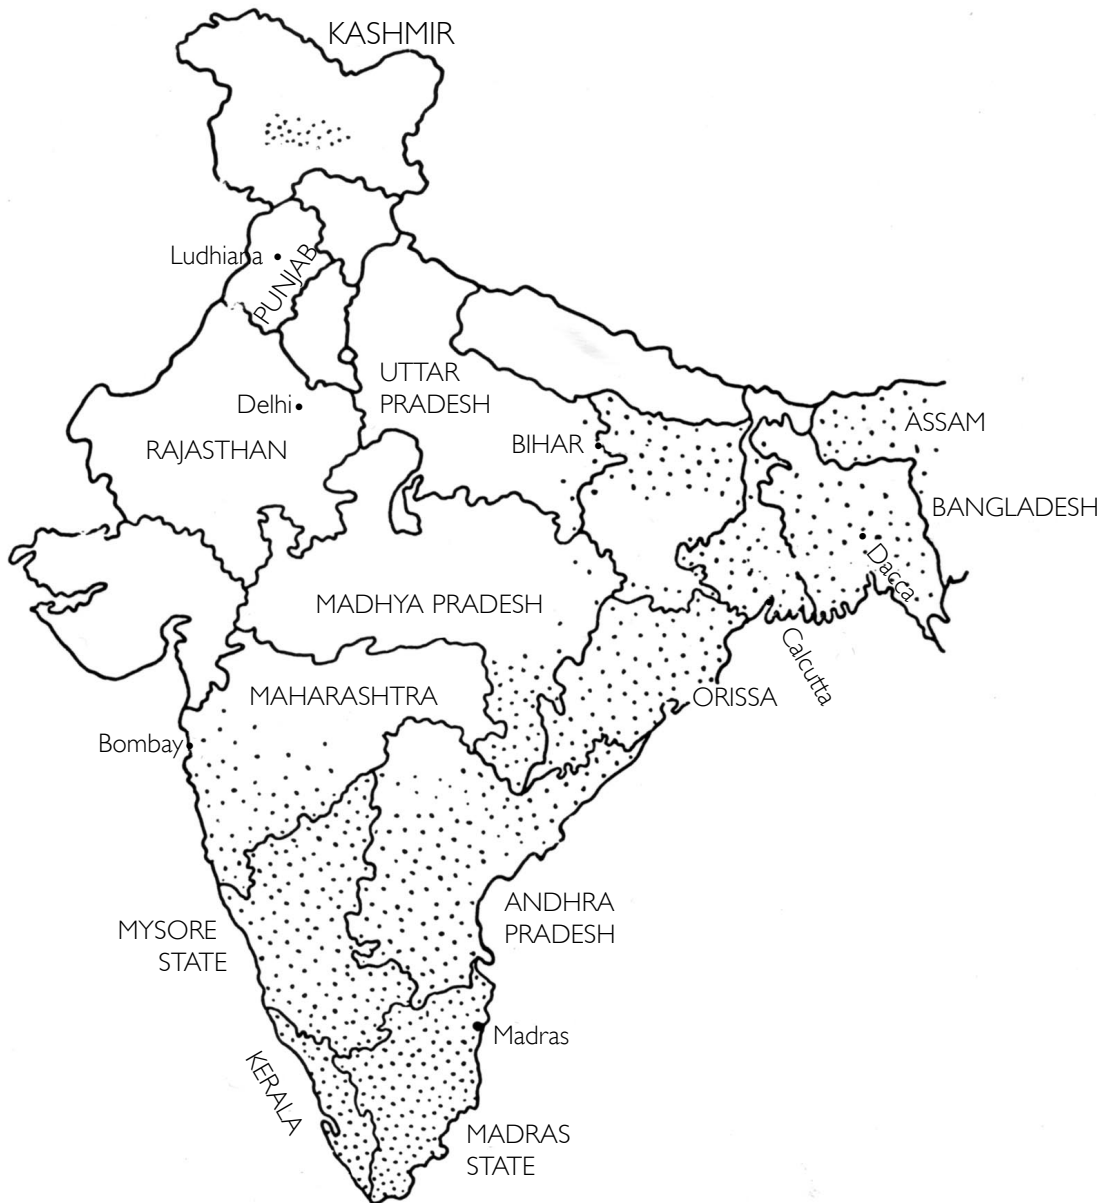 KASHMIR
Ludhiana
PUNJAB
UTTAR
PRADESH
Delhi
RAJASTHAN
BIHAR
ASSAM
BANGLADESH
Dacca
MADHYA PRADESH
Calcutta
MAHARASHTRA
ORISSA
Bombay
ANDHRA
PRADESH
MYSORE
STATE
Madras
KERALA
MADRAS
STATE